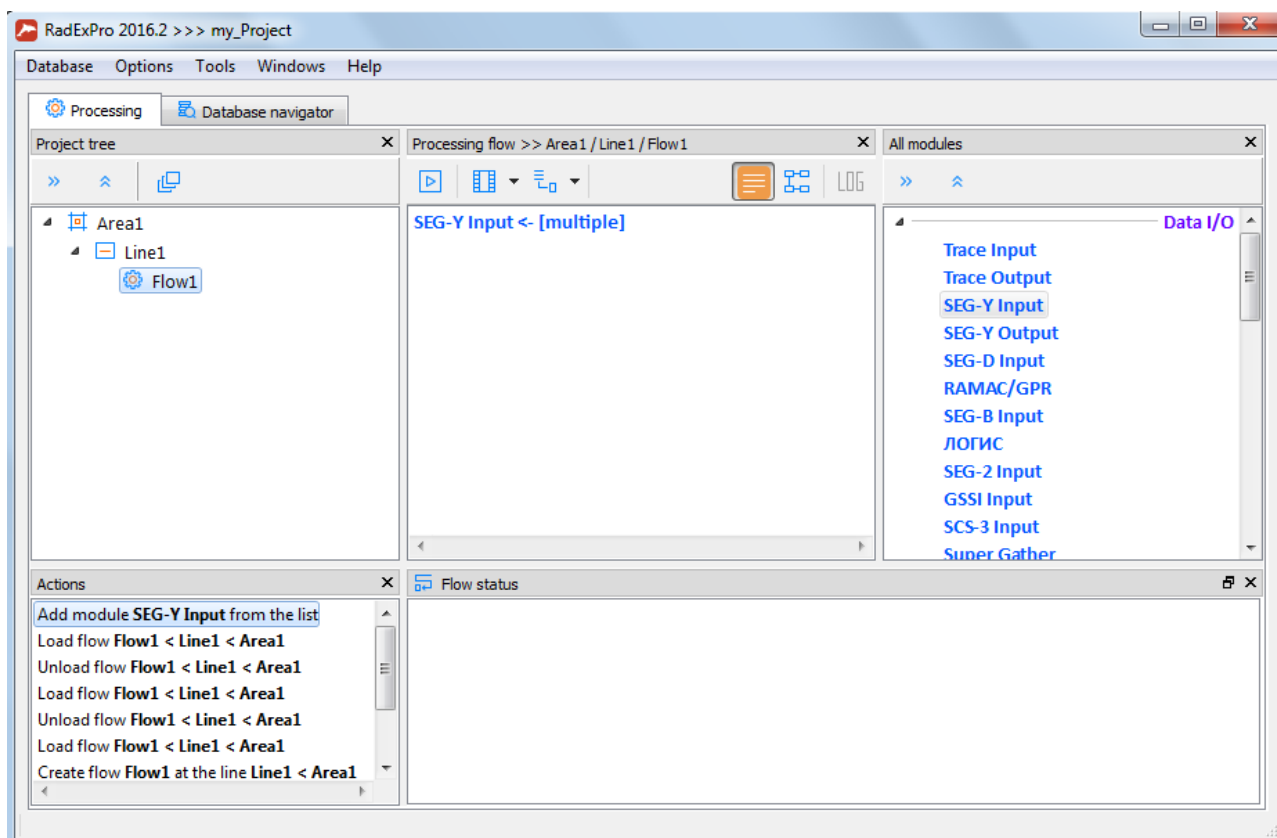 RadExPro 2016.2 >>> my_Project
Database Options Tools Windows Help
Processing Database navigator
Project tree
Area1
Line1
Flow1
Processing flow >> Area1 / Line1 / Flow1
LOG
SEG-Y Input <- [multiple]
All modules
Data I/O
Trace Input
Trace Output
SEG-Y Input
SEG-Y Output
SEG-D Input
RAMAC/GPR
SEG-B Input
ЛОГИС
SEG-2 Input
GSSI Input
SCS-3 Input
Super Gather
Actions
Add module SEG-Y Input from the list
Load flow Flow1 < Line1 < Area1
Unload flow Flow1 < Line1 < Area1
Load flow Flow1 < Line1 < Area1
Unload flow Flow1 < Line1 < Area1
Load flow Flow1 < Line1 < Area1
Create flow Flow1 at the line Line1 < Area1
Flow status